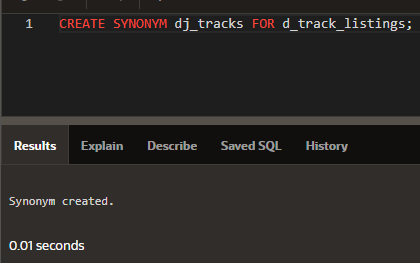 1 CREATE SYNONYM dj_tracks FOR d_track_listings;
Results Explain Describe Saved SQL History
Synonym created.
0.01 seconds